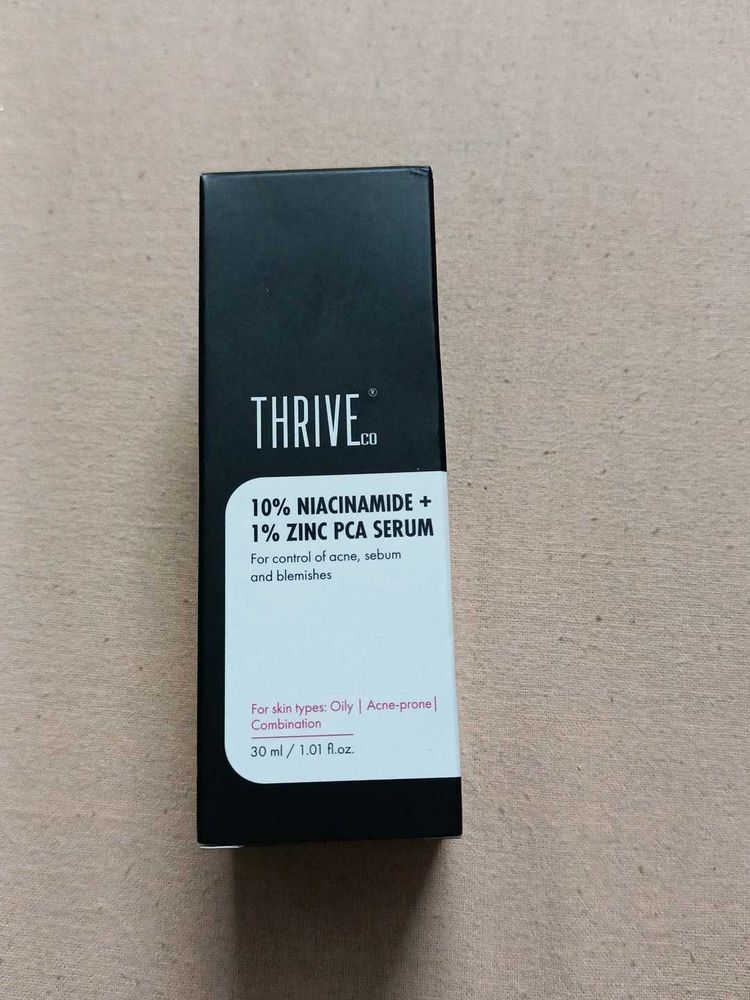 THRIVE CO ®
10% NIACINAMIDE +
1% ZINC PCA SERUM
For control of acne, sebum
and blemishes
For skin types: Oily | Acne-prone|
Combination
30 ml / 1.01 fl.oz.